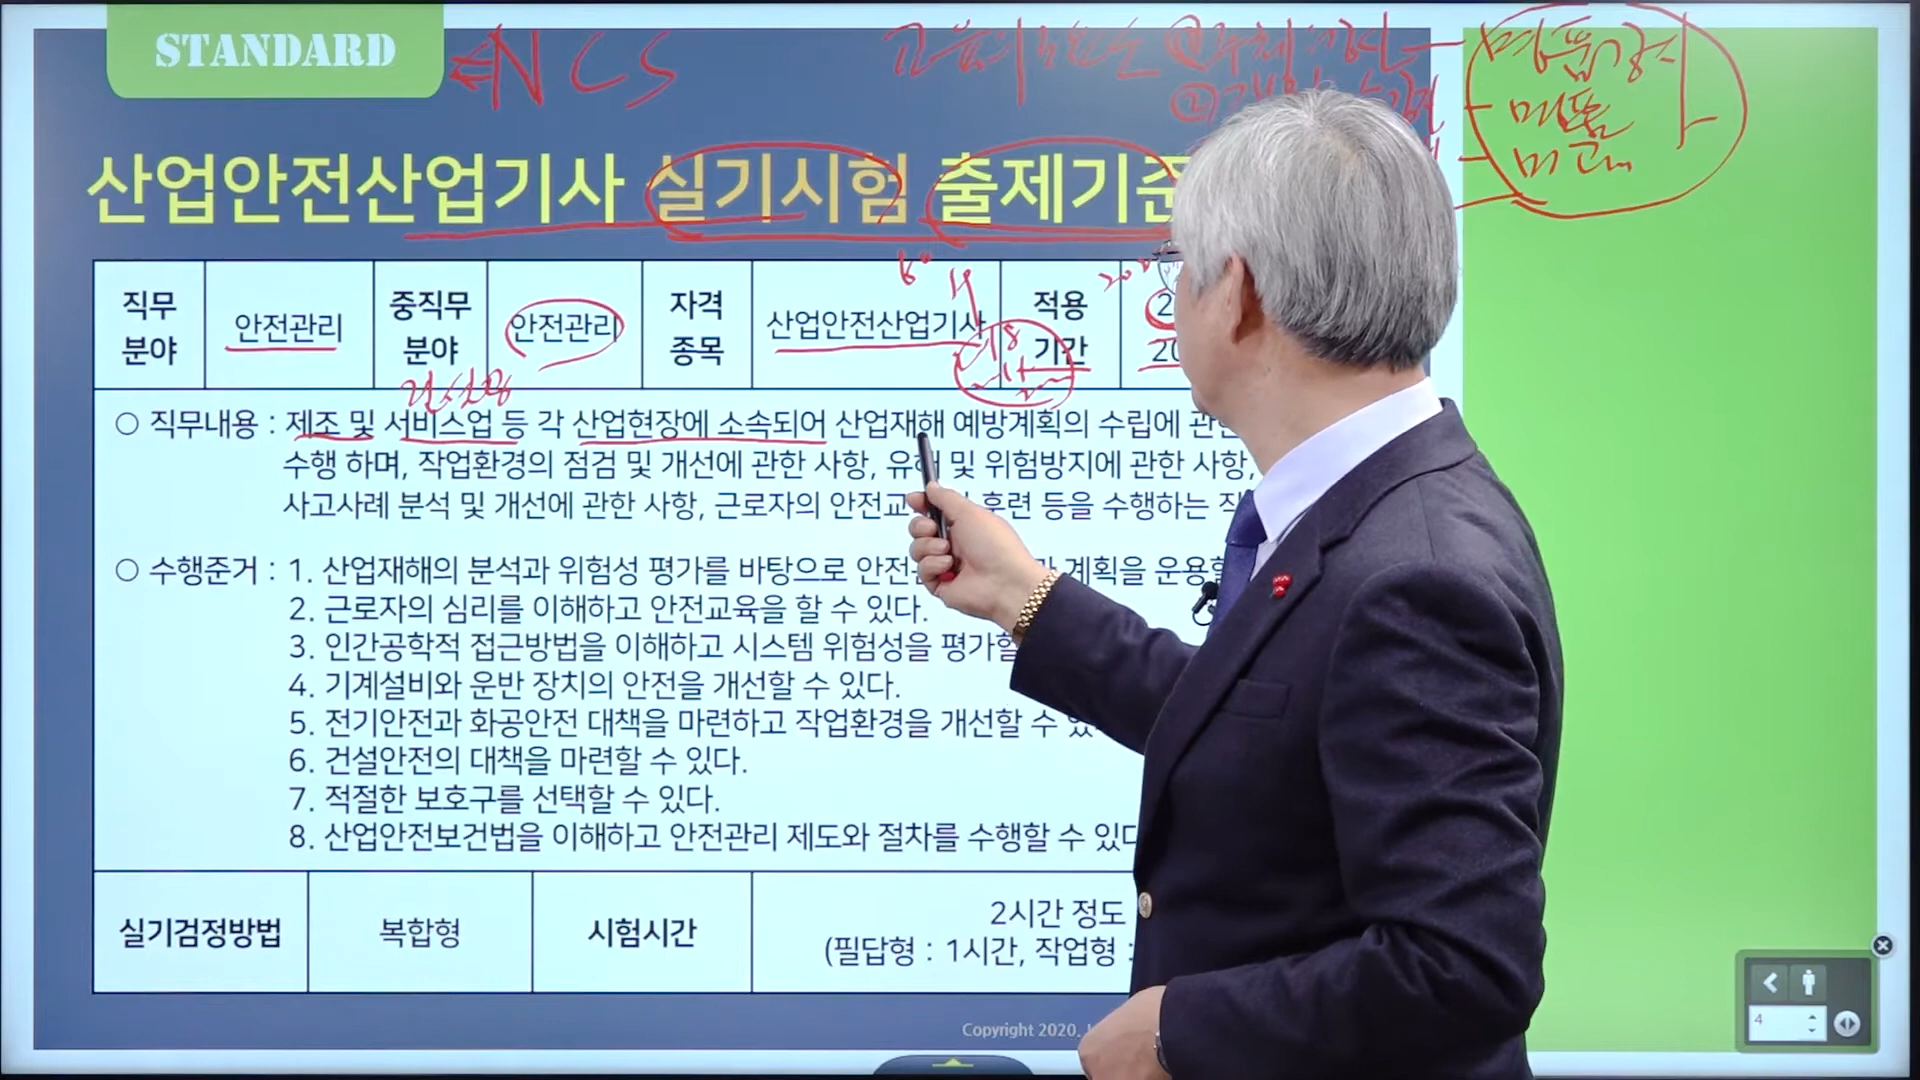 STANDARD
NCS
산업안전산업기사 실기시험 출제기준
직무 분야
안전관리
중직무 분야
안전관리
자격 종목
산업안전산업기사
적용 기간
건설업
○ 직무내용 : 제조 및 서비스업 등 각 산업현장에 소속되어 산업재해 예방계획의 수립에
수행 하며, 작업환경의 점검 및 개선에 관한 사항, 유해 및 위험방지에 관한 사항,
사고사례 분석 및 개선에 관한 사항, 근로자의 훈련 등을 수행하는
○ 수행준거 : 1. 산업재해의 분석과 위험성 평가를 바탕으로 계획을
2. 근로자의 심리를 이해하고 안전교육을 할 수 있다.
3. 인간공학적 접근방법을 이해하고 시스템 위험성을
4. 기계설비와 운반 장치의 안전을 개선할 수 있다.
5. 전기안전과 화공안전 대책을 마련하고 작업환경을 개선할 수
6. 건설안전의 대책을 마련할 수 있다.
7. 적절한 보호구를 선택할 수 있다.
8. 산업안전보건법을 이해하고 안전관리 제도와 절차를 수행할 수
실기검정방법
복합형
시험시간
2시간 정도
(필답형 : 1시간, 작업형 :
Copyright 2020.
4